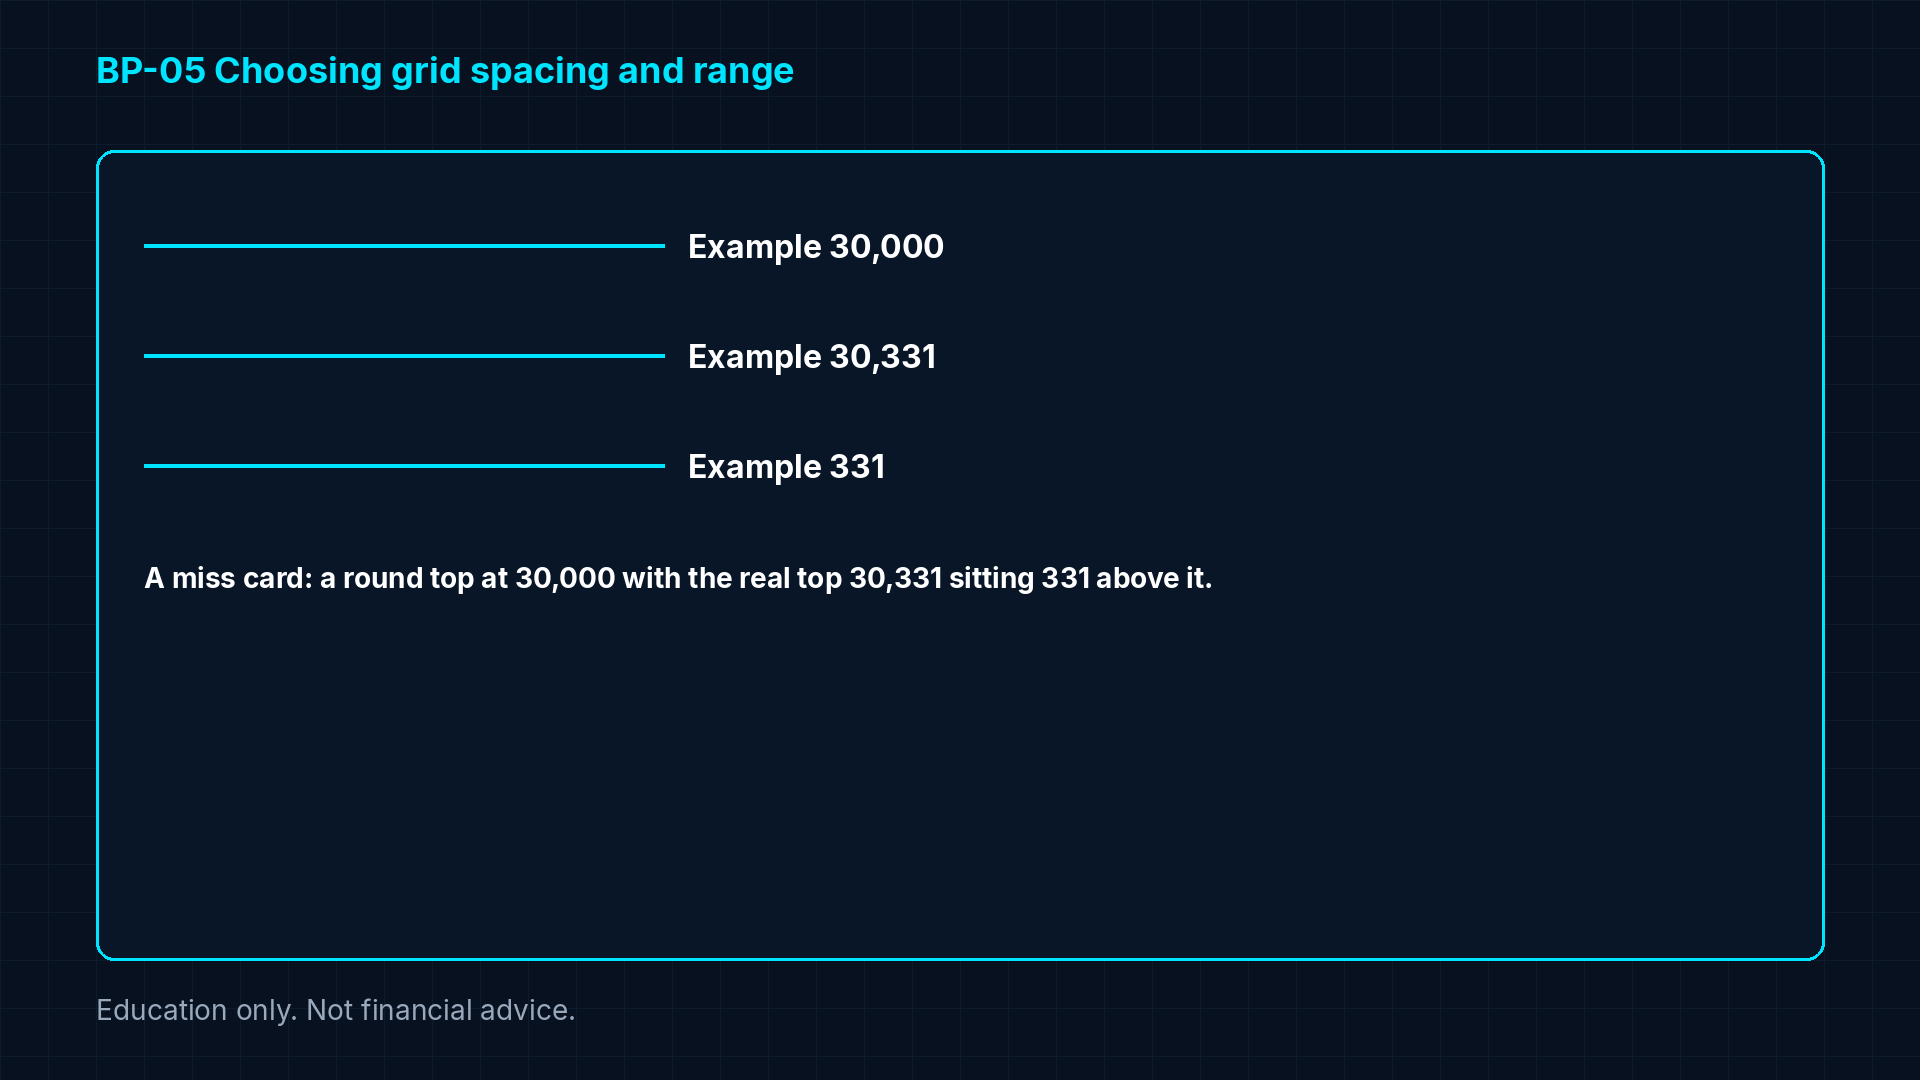 BP-05 Choosing grid spacing and range
Example 30,000
Example 30,331
Example 331
A miss card: a round top at 30,000 with the real top 30,331 sitting 331 above it.
Education only. Not financial advice.